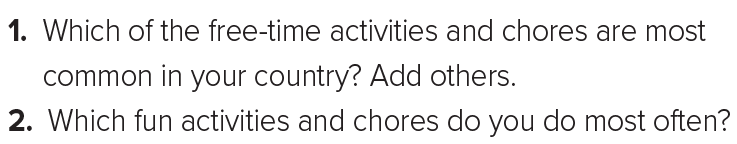 1. Which of the free-time activities and chores are most
common in your country? Add others.
2. Which fun activities and chores do you do most often?